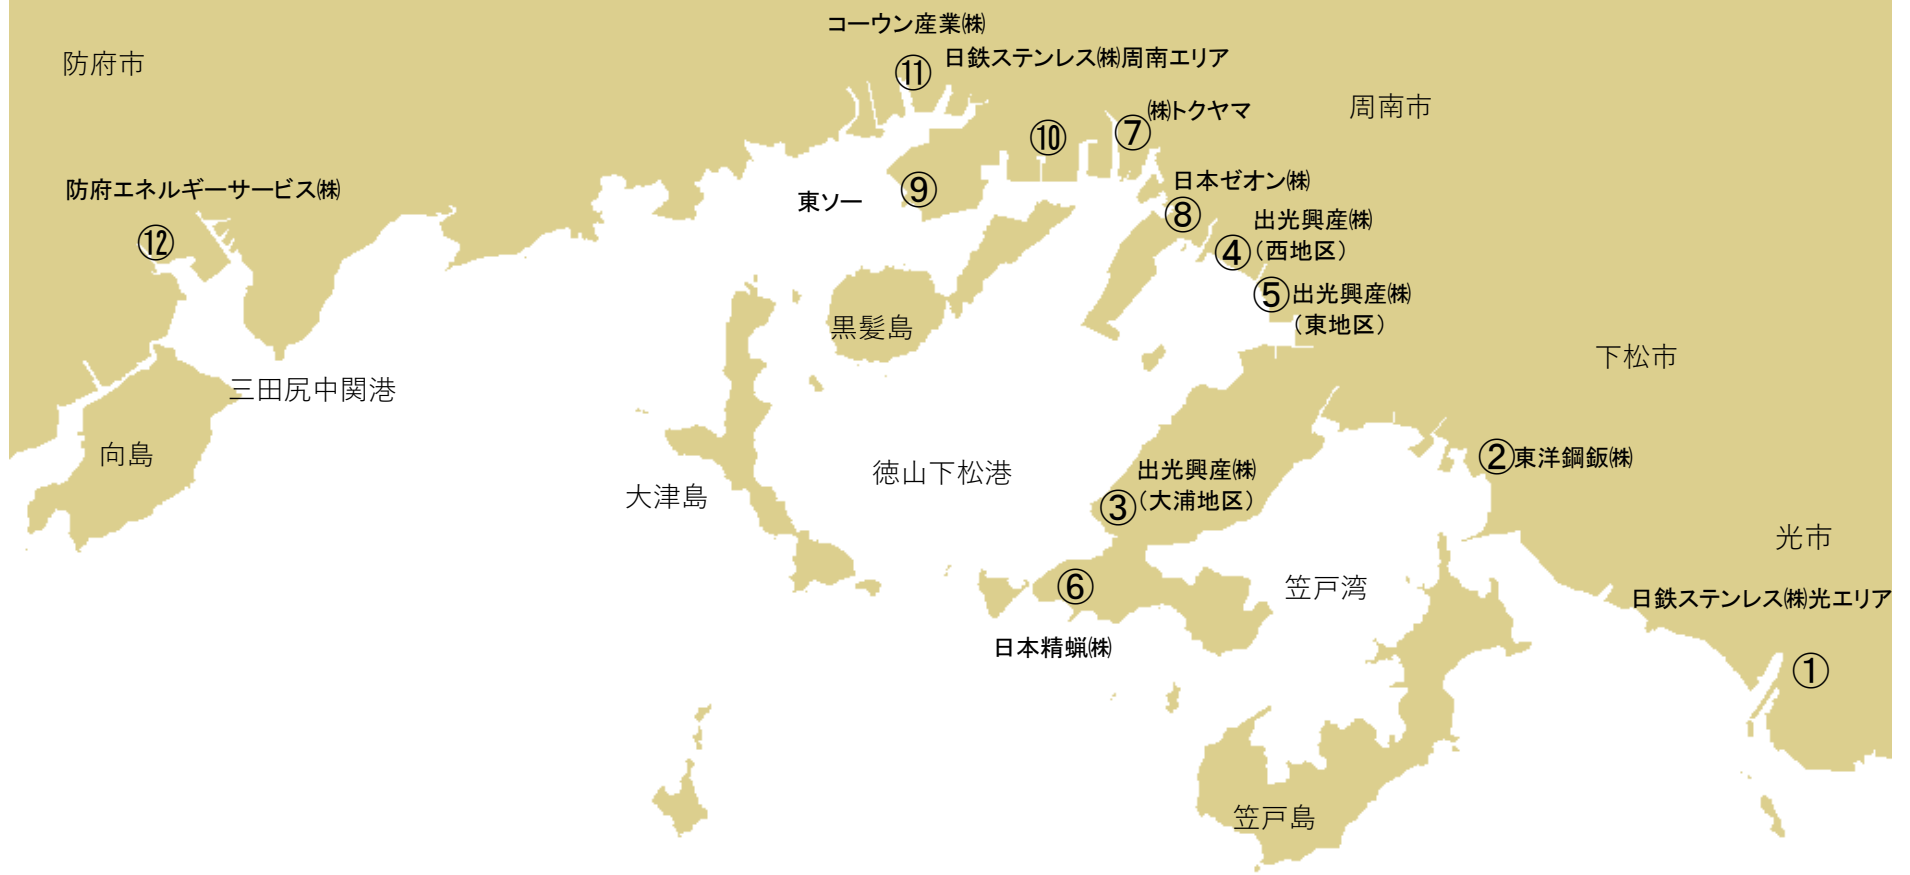 コーウン産業㈱
⑪
日鉄ステンレス㈱周南エリア
防府市
周南市
⑩
⑦
㈱トクヤマ
防府エネルギーサービス㈱
⑫
東ソー
⑨
日本ゼオン㈱
⑧
出光興産㈱
(西地区)
④
⑤
出光興産㈱
(東地区)
黒髪島
下松市
三田尻中関港
向島
大津島
徳山下松港
出光興産㈱
(大浦地区)
③
②東洋鋼鈑㈱
光市
⑥
笠戸湾
日鉄ステンレス㈱光エリア
日本精蝋㈱
①
笠戸島